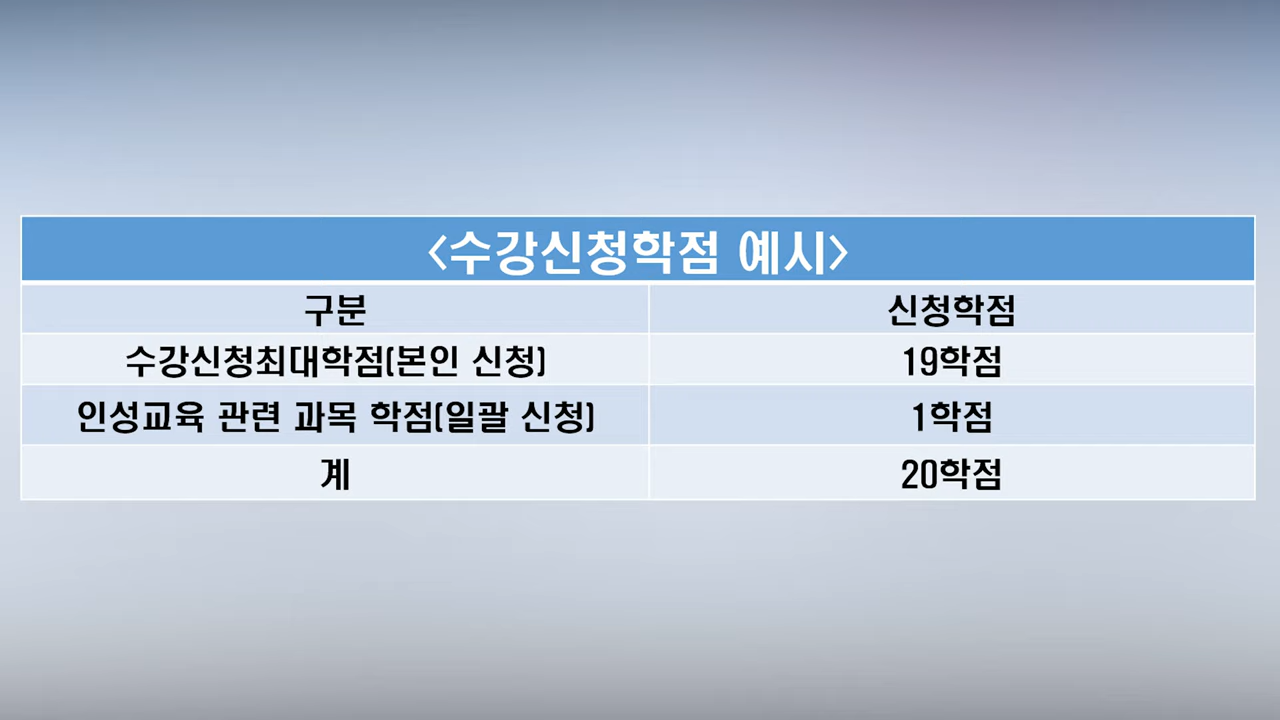 <수강신청학점 예시>
구분 신청학점
수강신청최대학점(본인 신청) 19학점
인성교육 관련 과목 학점(일괄 신청) 1학점
계 20학점